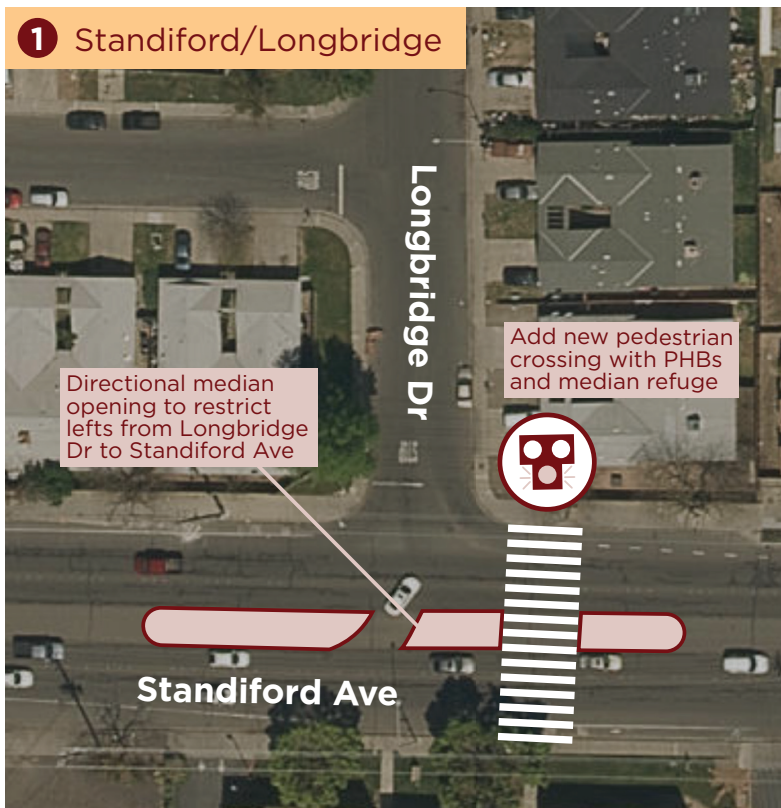 1 Standiford/Longbridge
Longbridge Dr
Add new pedestrian
crossing with PHBs
and median refuge
Directional median
opening to restrict
lefts from Longbridge
Dr to Standiford Ave
Standiford Ave